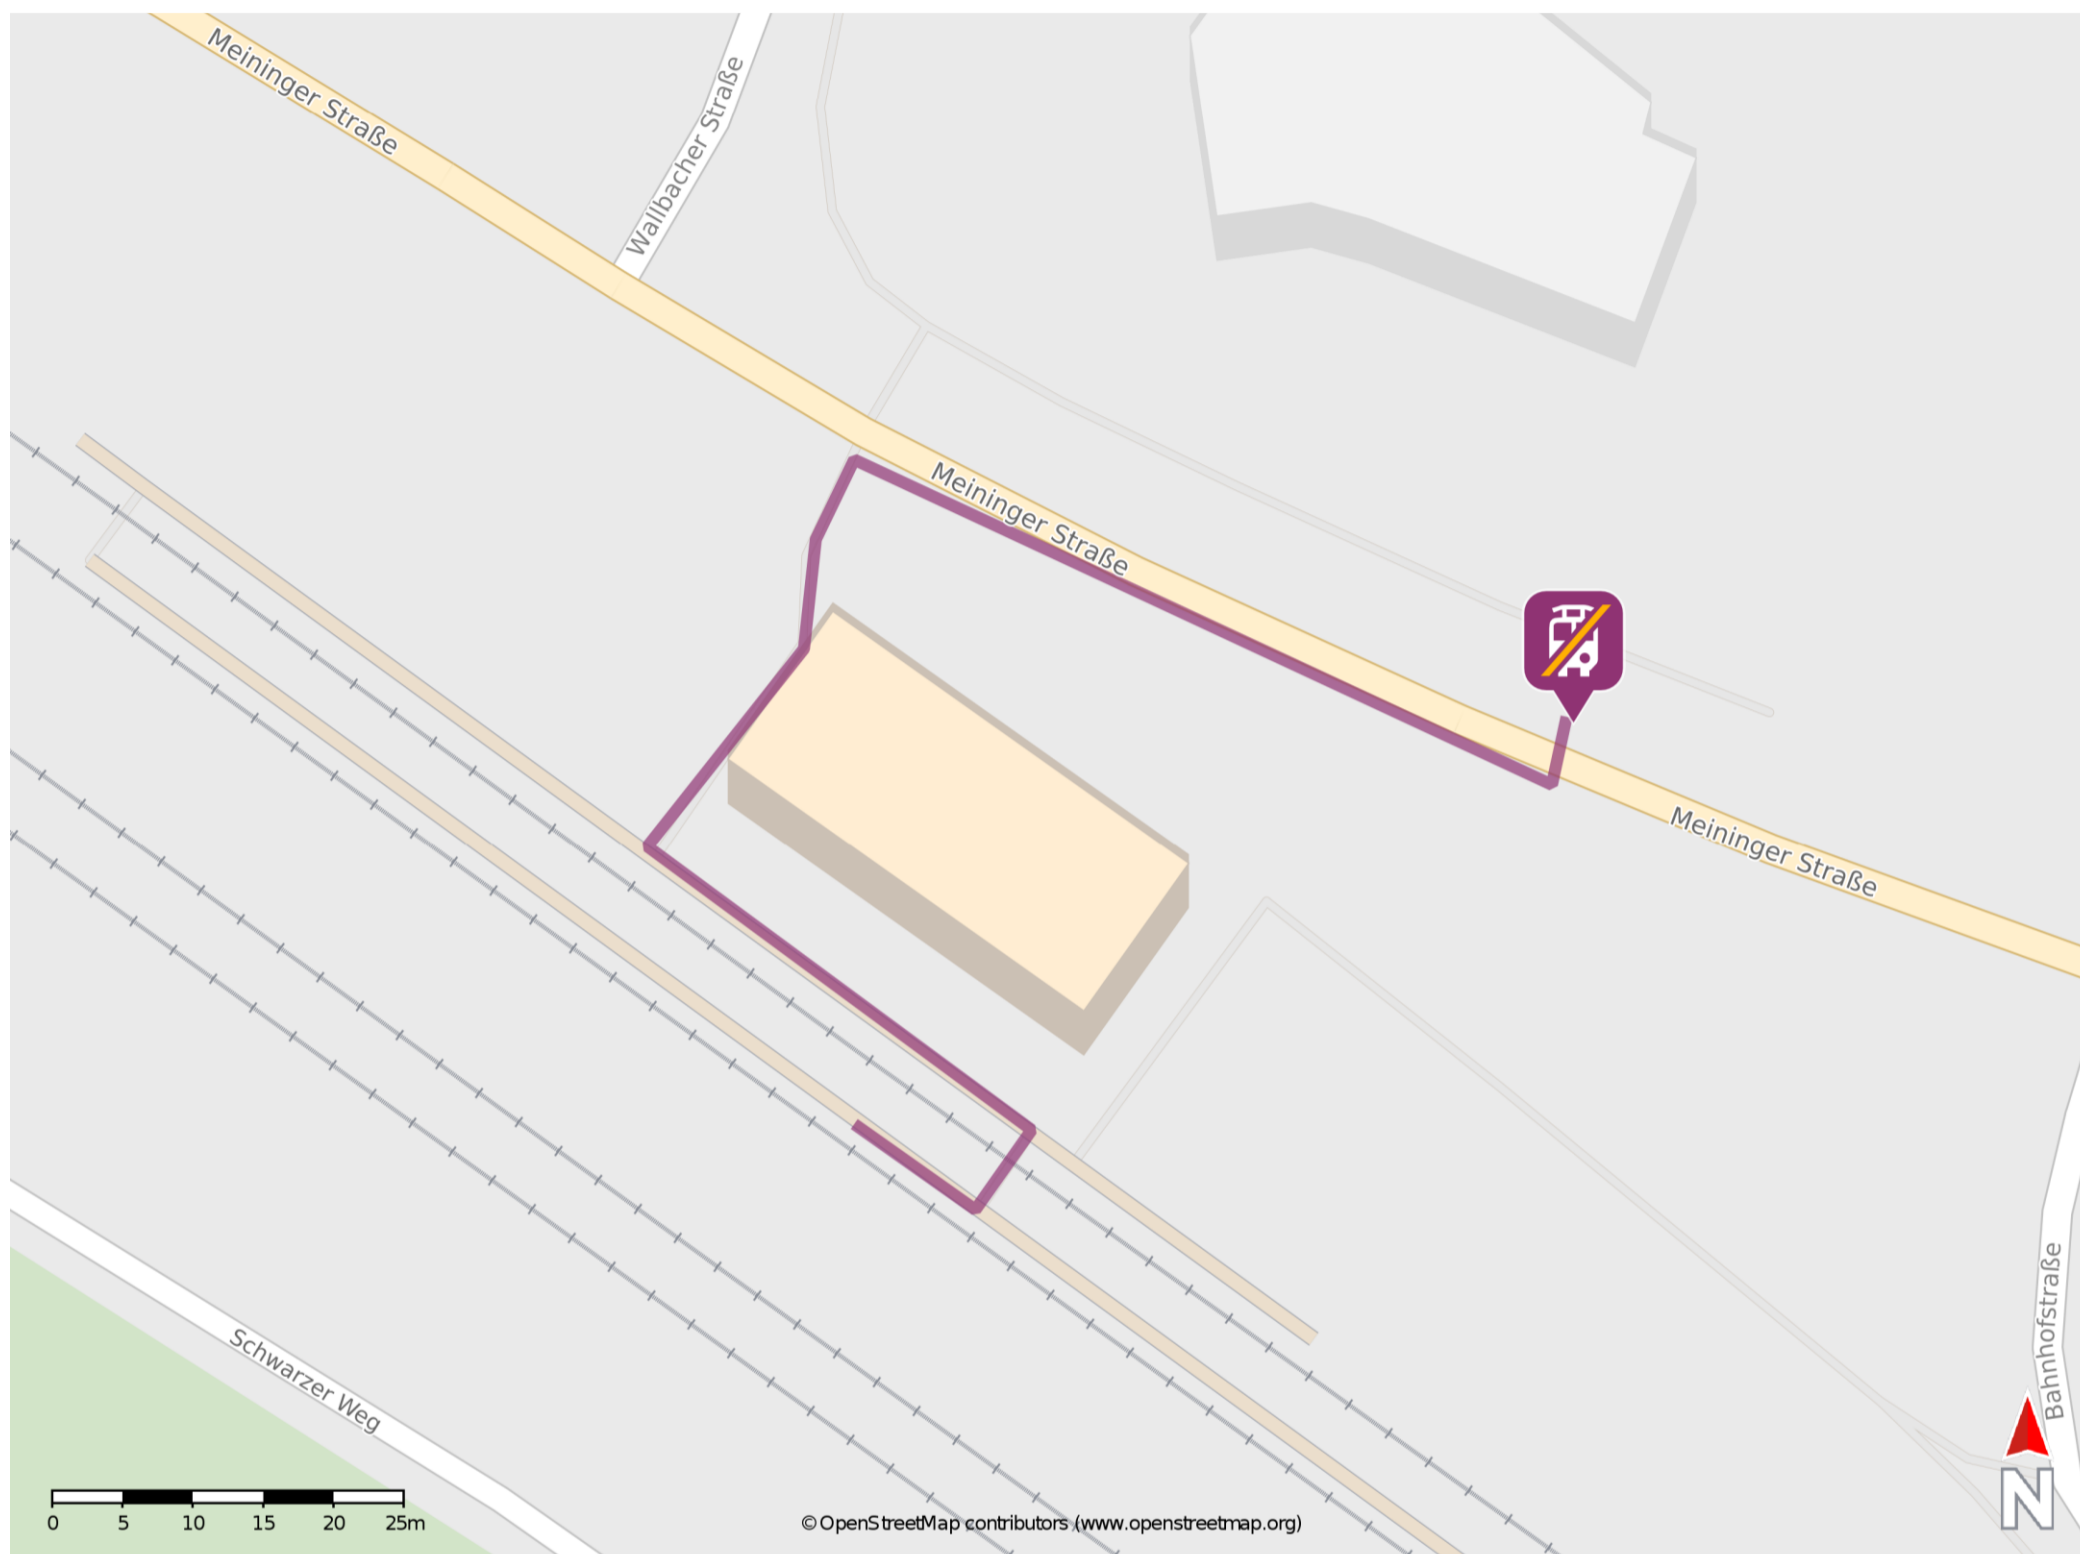 Meininger Straße
Wallbacher Straße
Meininger Straße
Meininger Straße
Bahnhofstraße
Schwarzer Weg
N
0 5 10 15 20 25m
© OpenStreetMap contributors (www.openstreetmap.org)